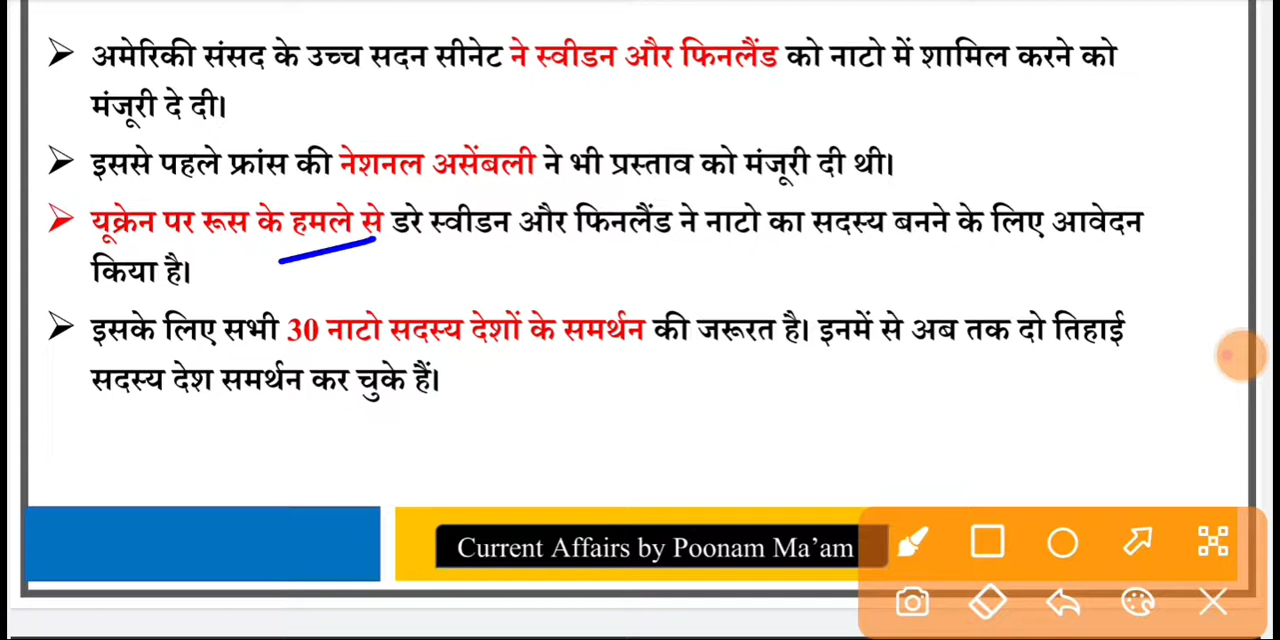 अमेरिकी संसद के उच्च सदन सीनेट ने स्वीडन और फिनलैंड को नाटो में शामिल करने को
मंजूरी दे दी।
इससे पहले फ्रांस की नेशनल असेंबली ने भी प्रस्ताव को मंजूरी दी थी।
यूक्रेन पर रूस के हमले से डरे स्वीडन और फिनलैंड ने नाटो का सदस्य बनने के लिए आवेदन
किया है।
इसके लिए सभी 30 नाटो सदस्य देशों के समर्थन की जरूरत है। इनमें से अब तक दो तिहाई
सदस्य देश समर्थन कर चुके हैं।
Current Affairs by Poonam Ma’am